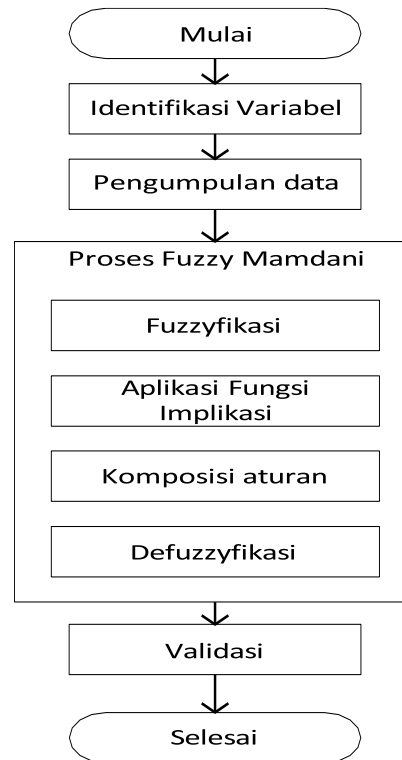 Mulai
Identifikasi Variabel
Pengumpulan data
Proses Fuzzy Mamdani
Fuzzyfikasi
Aplikasi Fungsi
Implikasi
Komposisi aturan
Defuzzyfikasi
Validasi
Selesai